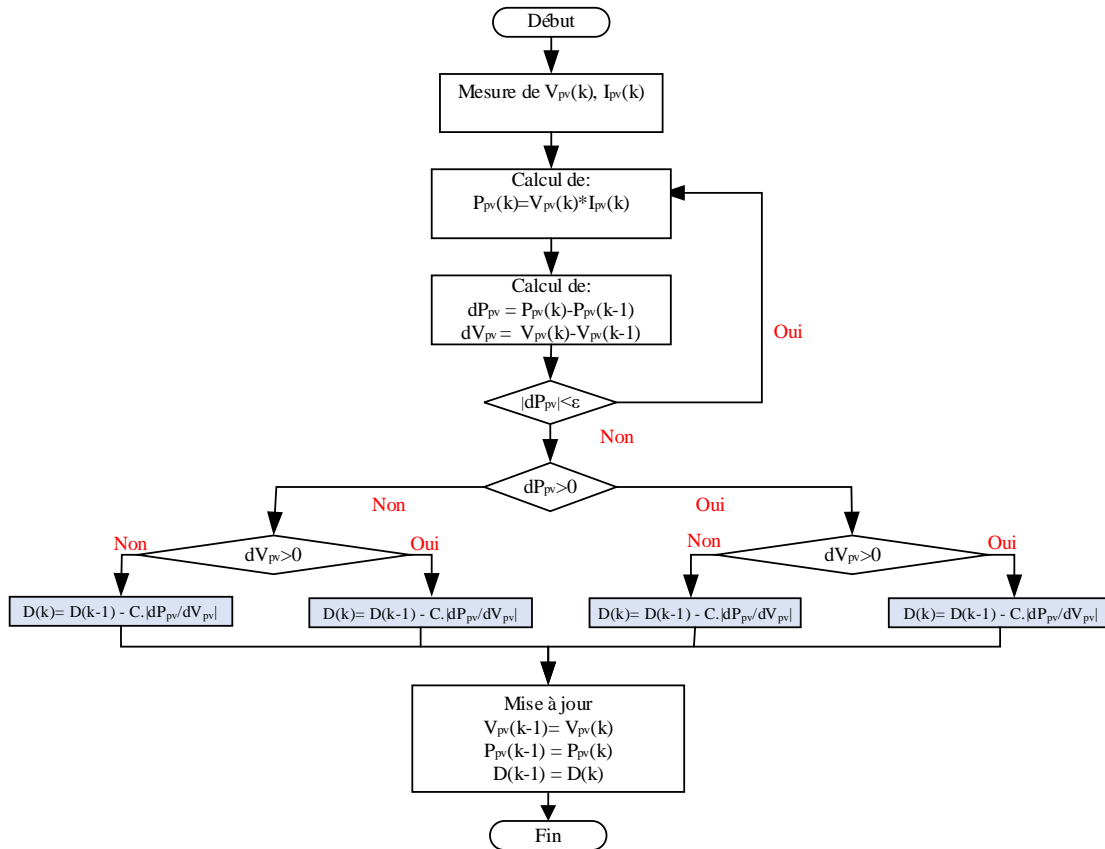 Début
Mesure de Vpv(k), Ipv(k)
Calcul de:
Ppv(k)=Vpv(k)*Ipv(k)
Calcul de:
dPpv = Ppv(k)-Ppv(k-1)
dVpv = Vpv(k)-Vpv(k-1)
Oui
|dPpv|<ε
Non
dPpv>0
Non
Oui
Non
dVpv>0
Oui
Non
dVpv>0
Oui
D(k)= D(k-1) - C.|dPpv/dVpv|
D(k)= D(k-1) - C.|dPpv/dVpv|
D(k)= D(k-1) - C.|dPpv/dVpv|
D(k)= D(k-1) - C.|dPpv/dVpv|
Mise à jour
Vpv(k-1)= Vpv(k)
Ppv(k-1) = Ppv(k)
D(k-1) = D(k)
Fin